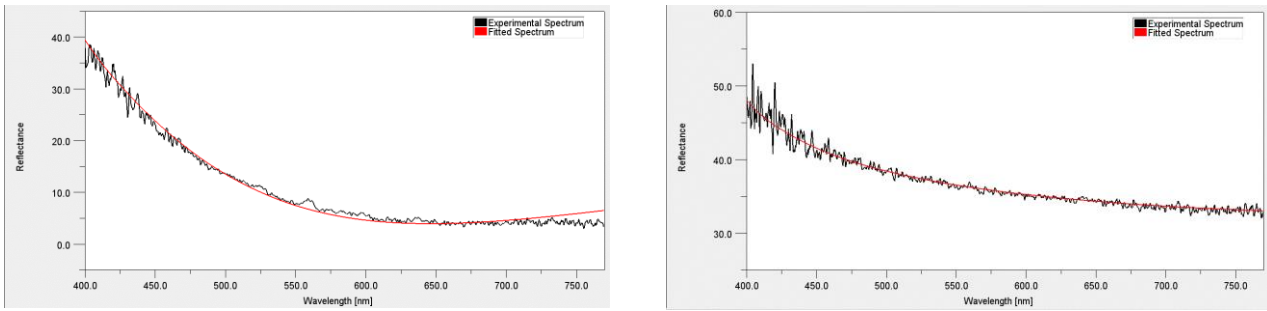 Experimental Spectrum
Fitted Spectrum
40.0
30.0
20.0
10.0
0.0
Reflectance
400.0 450.0 500.0 550.0 600.0 650.0 700.0 750.0
Wavelength [nm]
60.0
Experimental Spectrum
Fitted Spectrum
50.0
40.0
30.0
Reflectance
400.0 450.0 500.0 550.0 600.0 650.0 700.0 750.0
Wavelength [nm]